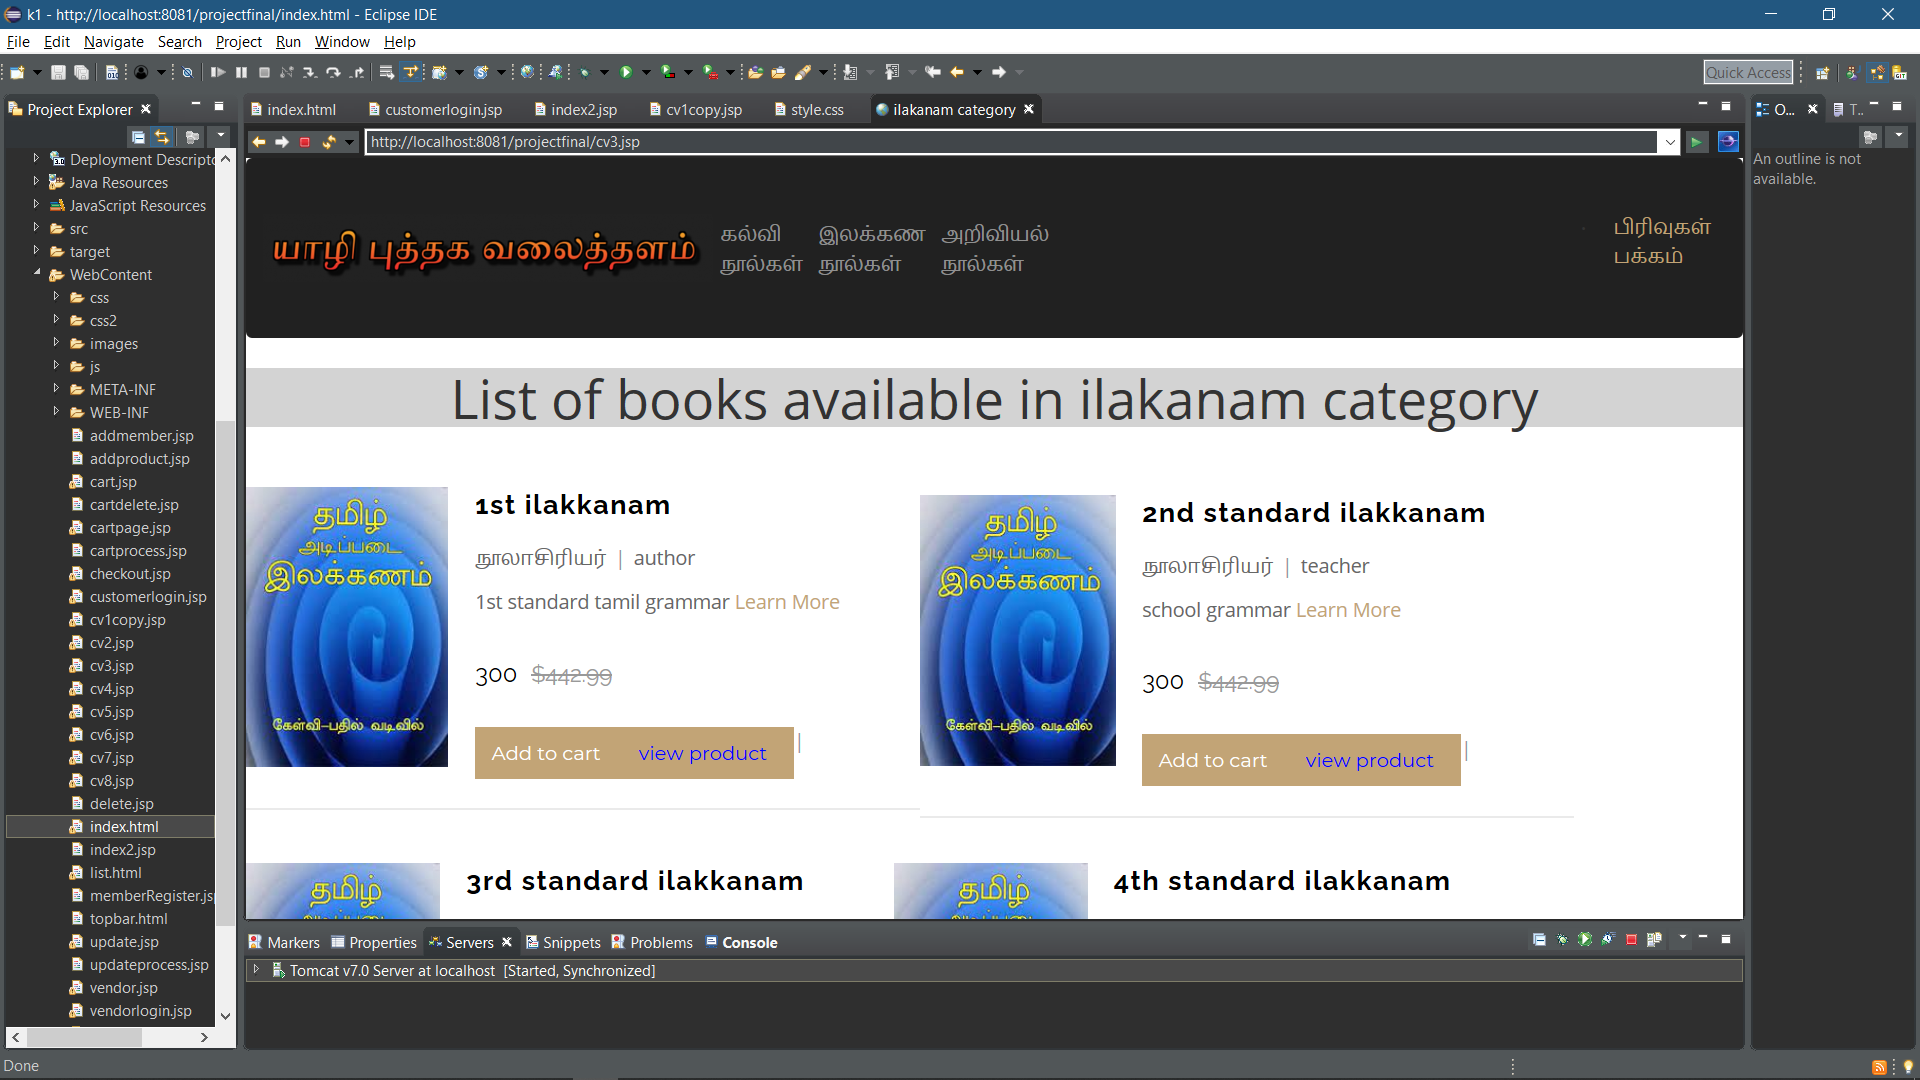 k1 - http://localhost:8081/projectfinal/index.html - Eclipse IDE
File Edit Navigate Search Project Run Window Help
Quick Access
Project Explorer
index.html customerlogin.jsp index2.jsp cv1copy.jsp style.css ilakanam category
O... T..
http://localhost:8081/projectfinal/cv3.jsp
An outline is not
available.
Deployment Descripto
Java Resources
JavaScript Resources
src
target
WebContent
css
css2
images
js
META-INF
WEB-INF
addmember.jsp
addproduct.jsp
cart.jsp
cartdelete.jsp
cartpage.jsp
cartprocess.jsp
checkout.jsp
customerlogin.jsp
cv1copy.jsp
cv2.jsp
cv3.jsp
cv4.jsp
cv5.jsp
cv6.jsp
cv7.jsp
cv8.jsp
delete.jsp
index.html
index2.jsp
list.html
memberRegister.jsp
topbar.html
update.jsp
updateprocess.jsp
vendor.jsp
vendorlogin.jsp
யாழி புத்தக வலைத்தளம்
கல்வி
நூல்கள்
இலக்கண
நூல்கள்
அறிவியல்
நூல்கள்
பிரிவுகள்
பக்கம்
List of books available in ilakanam category
தமிழ்
அடிப்படை
இலக்கணம்
கேள்வி-பதில் வடிவில்
1st ilakkanam
நூலாசிரியர் | author
1st standard tamil grammar Learn More
300 $442.99
Add to cart view product |
தமிழ்
அடிப்படை
இலக்கணம்
கேள்வி-பதில் வடிவில்
2nd standard ilakkanam
நூலாசிரியர் | teacher
school grammar Learn More
300 $442.99
Add to cart view product |
தமிழ்
அடிப்படை
3rd standard ilakkanam
தமிழ்
அடிப்படை
4th standard ilakkanam
Markers Properties Servers Snippets Problems Console
Tomcat v7.0 Server at localhost [Started, Synchronized]
Done